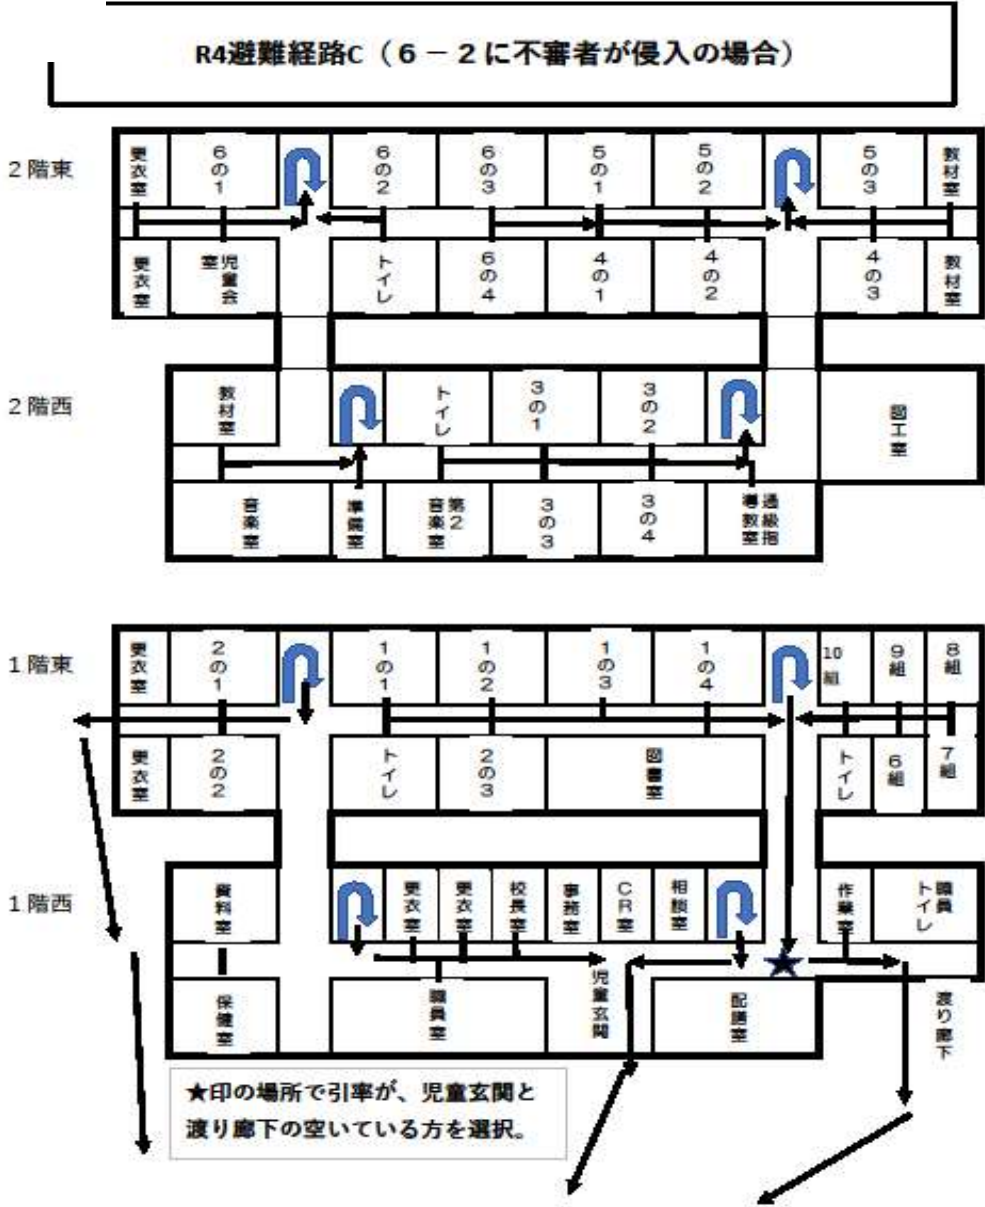 R4避難経路C（６－２に不審者が侵入の場合）
２階東
更衣室
６の１
６の２
６の３
５の１
５の２
５の３
教材室
更衣室
児童会室
トイレ
６の４
４の１
４の２
４の３
教材室
２階西
教材室
トイレ
３の１
３の２
図工室
音楽室
準備室
第２音楽室
３の３
３の４
通級指導教室
１階東
更衣室
２の１
１の１
１の２
１の３
１の４
10組
９組
８組
更衣室
２の２
トイレ
２の３
図書室
トイレ
６組
７組
１階西
資料室
更衣室
更衣室
校長室
事務室
ＣＲ室
相談室
作業室
職員トイレ
保健室
職員室
児童玄関
配膳室
渡り廊下
★印の場所で引率が、児童玄関と
渡り廊下の空いている方を選択。